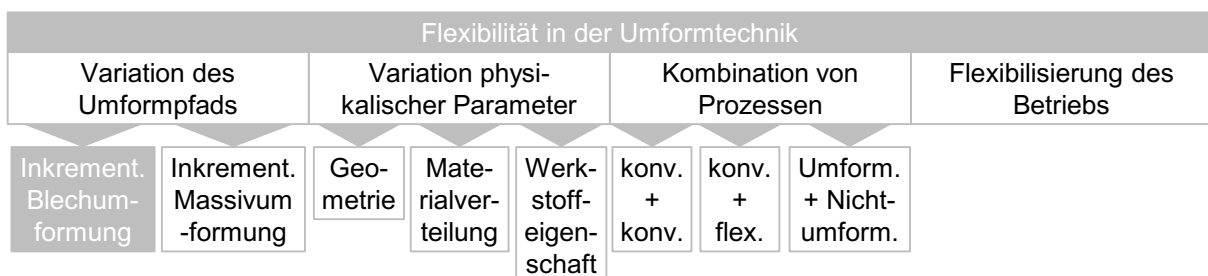 Flexibilität in der Umformtechnik
Variation des
Umformpfads
Variation physi-
kalischer Parameter
Kombination von
Prozessen
Flexibilisierung des
Betriebs
Inkrement.
Blechum-
formung
Inkrement.
Massivum
-formung
Geo-
metrie
Mate-
rialver-
teilung
Werk-
stoff-
eigen-
schaft
konv.
+
konv.
konv.
+
flex.
Umform.
+ Nicht-
umform.